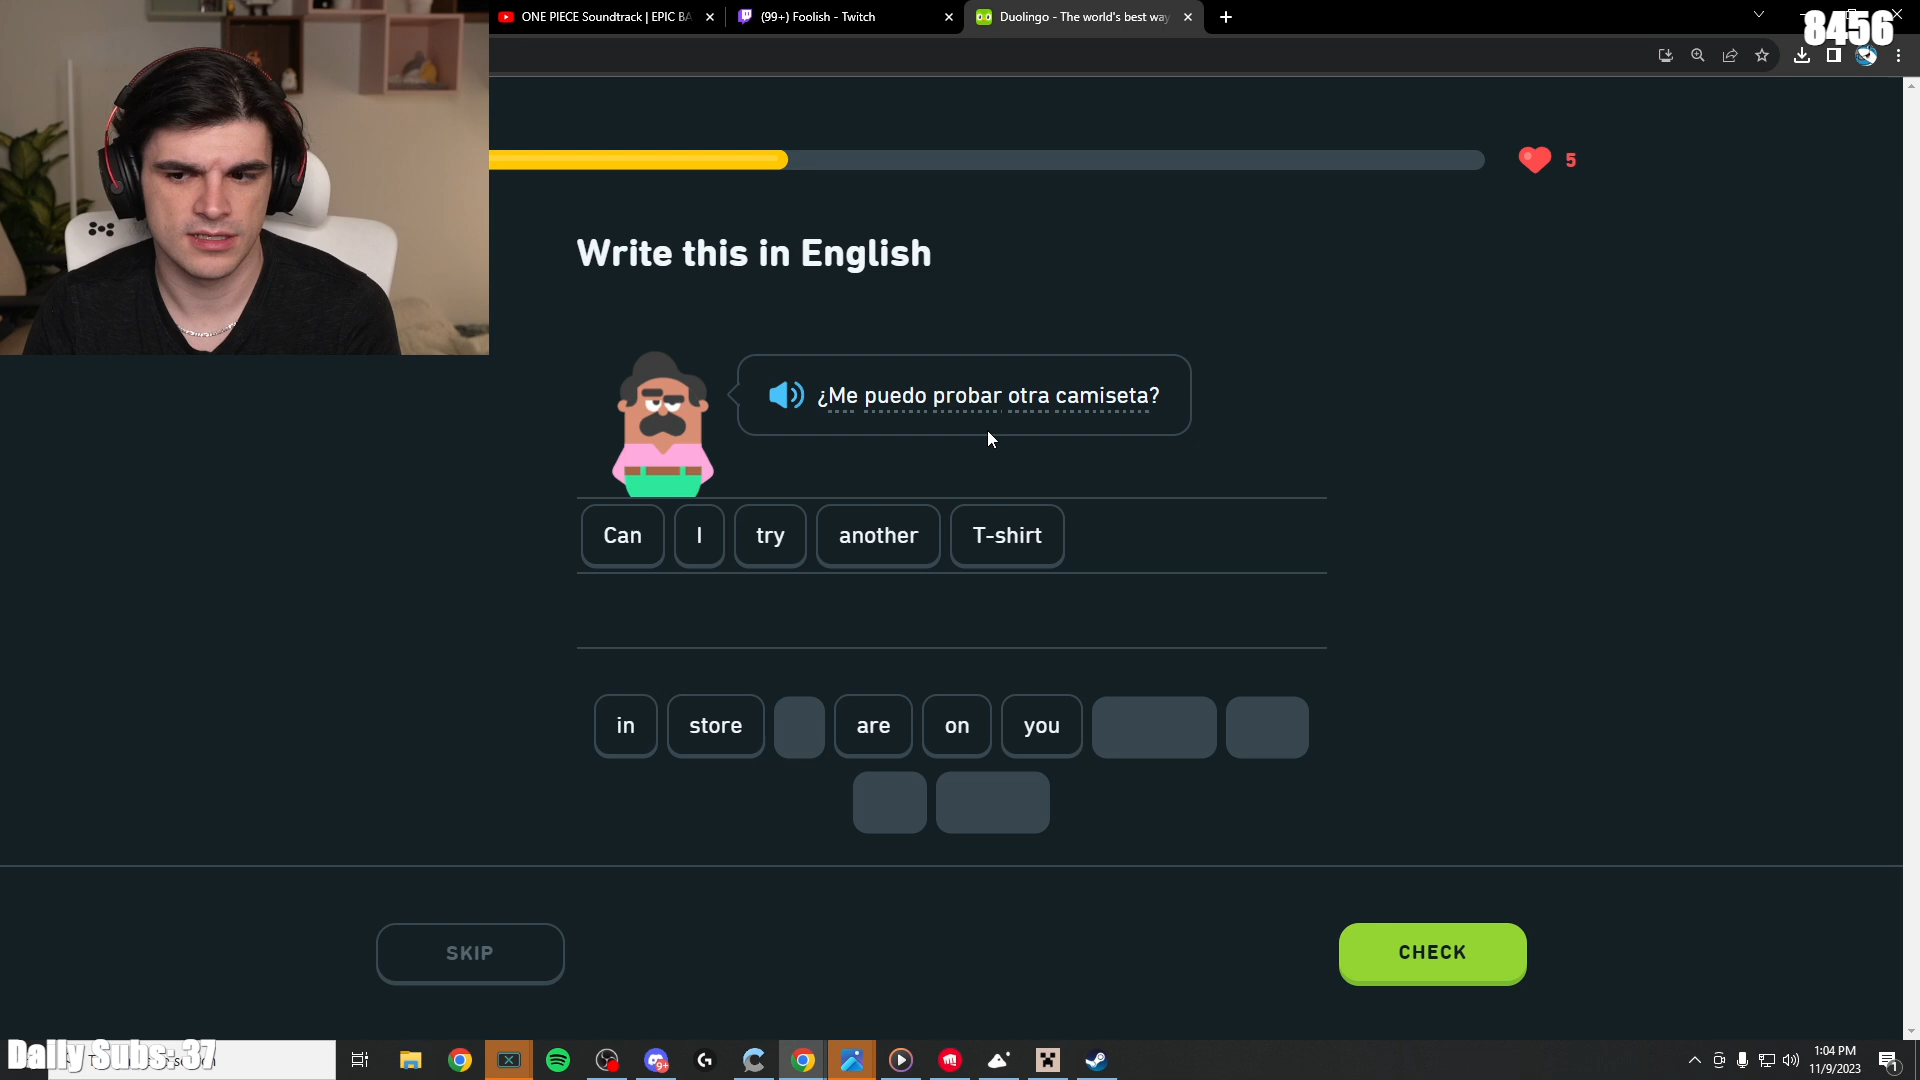 ONE PIECE Soundtrack | EPIC BA
(99+) Foolish - Twitch
Duolingo - The world's best way
8456
5
Write this in English
¿Me puedo probar otra camiseta?
Can I try another T-shirt
in store are on you
SKIP
CHECK
Daily Subs: 37
9+
1:04 PM
11/9/2023
1